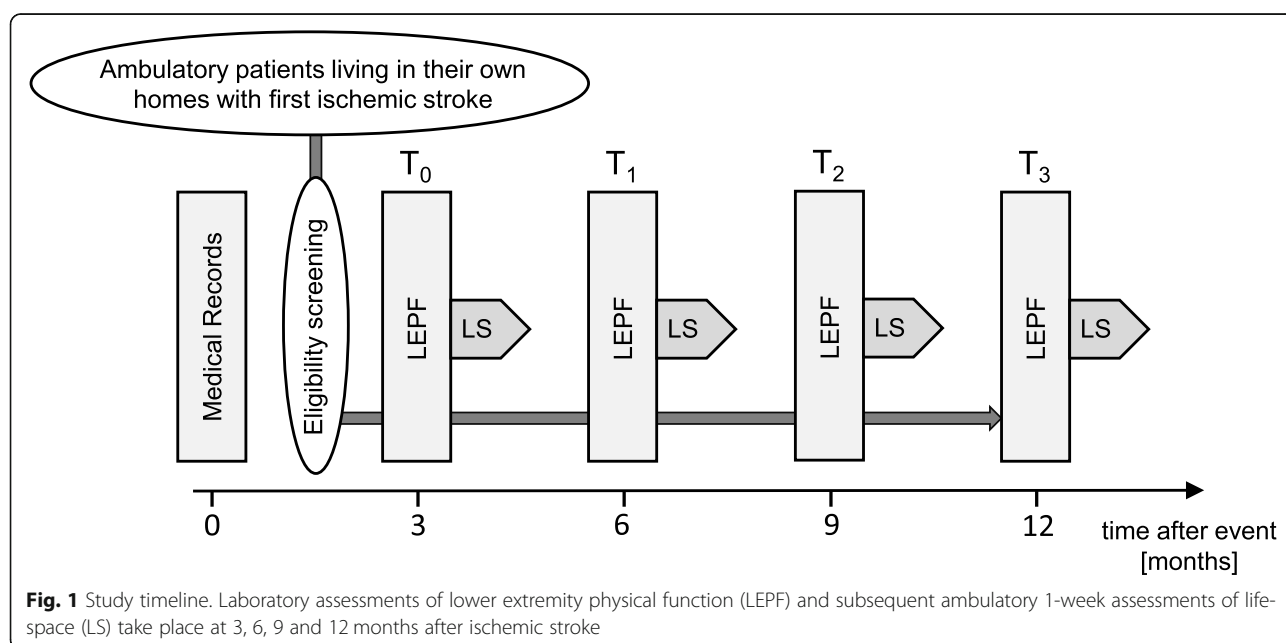 Ambulatory patients living in their own
homes with first ischemic stroke
T0
T1
T2
T3
Medical Records
Eligibility screening
LEPF
LS
LEPF
LS
LEPF
LS
LEPF
LS
0
3
6
9
12
time after event
[months]
Fig. 1 Study timeline. Laboratory assessments of lower extremity physical function (LEPF) and subsequent ambulatory 1-week assessments of life-
space (LS) take place at 3, 6, 9 and 12 months after ischemic stroke